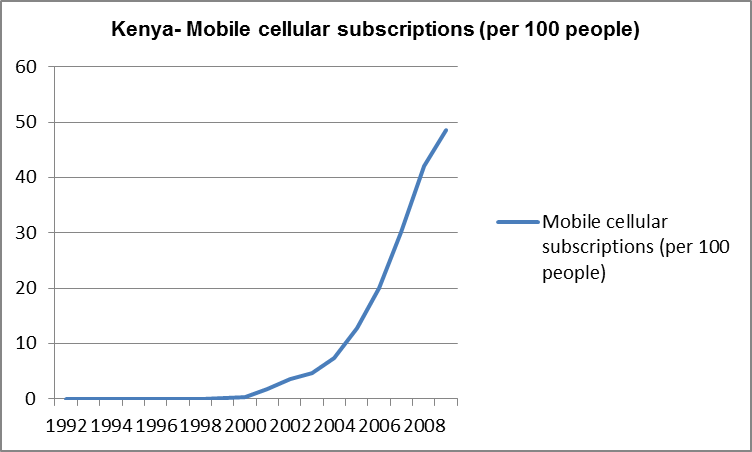 Kenya- Mobile cellular subscriptions (per 100 people)
60
50
40
30
20
10
0
1992 1994 1996 1998 2000 2002 2004 2006 2008
Mobile cellular
subscriptions (per 100
people)